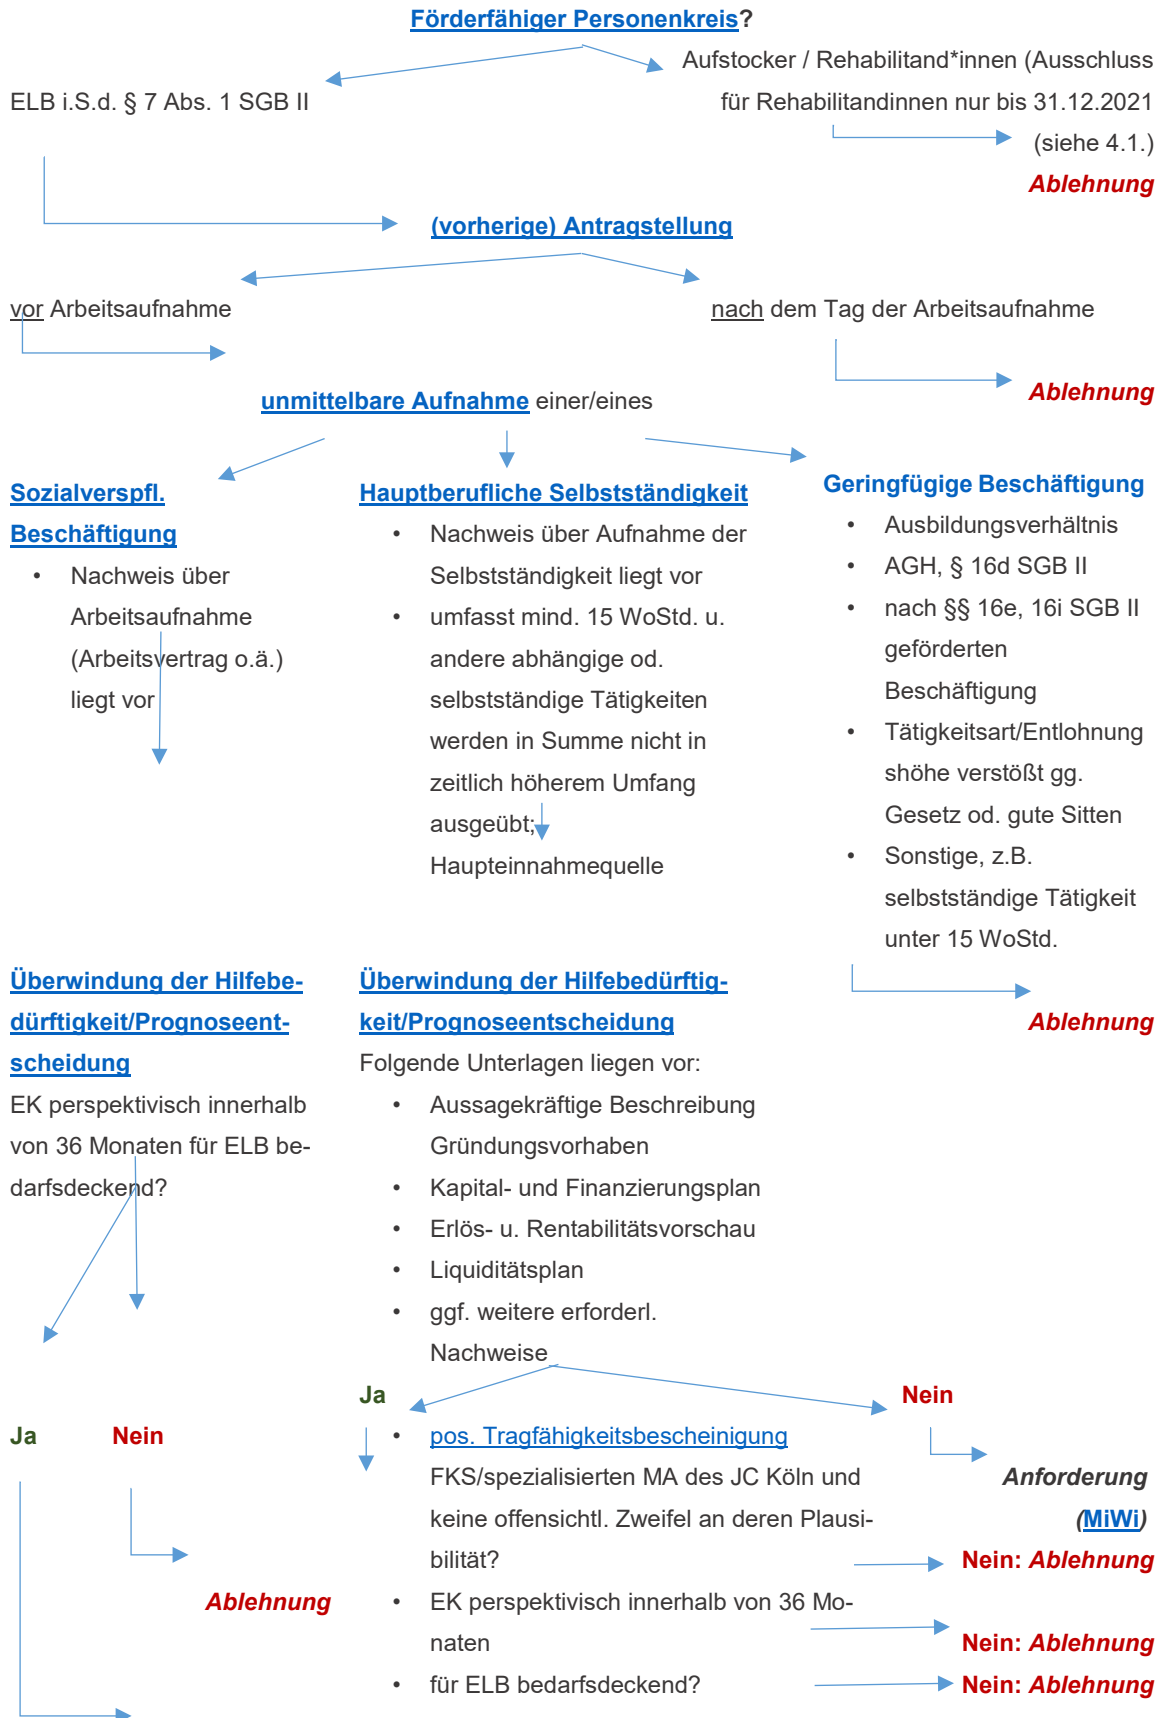 Förderfähiger Personenkreis?
ELB i.S.d. § 7 Abs. 1 SGB II
Aufstocker / Rehabilitand*innen (Ausschluss
für Rehabilitandinnen nur bis 31.12.2021
(siehe 4.1.)
Ablehnung
(vorherige) Antragstellung
vor Arbeitsaufnahme
nach dem Tag der Arbeitsaufnahme
Ablehnung
unmittelbare Aufnahme einer/eines
Sozialverspfl.
Beschäftigung
• Nachweis über
Arbeitsaufnahme
(Arbeitsvertrag o.ä.)
liegt vor
Hauptberufliche Selbstständigkeit
• Nachweis über Aufnahme der
Selbstständigkeit liegt vor
• umfasst mind. 15 WoStd. u.
andere abhängige od.
selbstständige Tätigkeiten
werden in Summe nicht in
zeitlich höherem Umfang
ausgeübt;
Haupteinnahmequelle
Geringfügige Beschäftigung
• Ausbildungsverhältnis
• AGH, § 16d SGB II
• nach §§ 16e, 16i SGB II
geförderten
Beschäftigung
• Tätigkeitsart/Entlohnung
shöhe verstößt gg.
Gesetz od. gute Sitten
• Sonstige, z.B.
selbstständige Tätigkeit
unter 15 WoStd.
Ablehnung
Überwindung der Hilfebe-
dürftigkeit/Prognoseent-
scheidung
EK perspektivisch innerhalb
von 36 Monaten für ELB be-
darfsdeckend?
Ja
Nein
Ablehnung
Überwindung der Hilfebedürftig-
keit/Prognoseentscheidung
Folgende Unterlagen liegen vor:
• Aussagekräftige Beschreibung
Gründungsvorhaben
• Kapital- und Finanzierungsplan
• Erlös- u. Rentabilitätsvorschau
• Liquiditätsplan
• ggf. weitere erforderl.
Nachweise
Ja
Nein
• pos. Tragfähigkeitsbescheinigung
FKS/spezialisierten MA des JC Köln und
keine offensichtl. Zweifel an deren Plausi-
bilität?
Anforderung
(MiWi)
Nein: Ablehnung
• EK perspektivisch innerhalb von 36 Mo-
naten
Nein: Ablehnung
• für ELB bedarfsdeckend?
Nein: Ablehnung